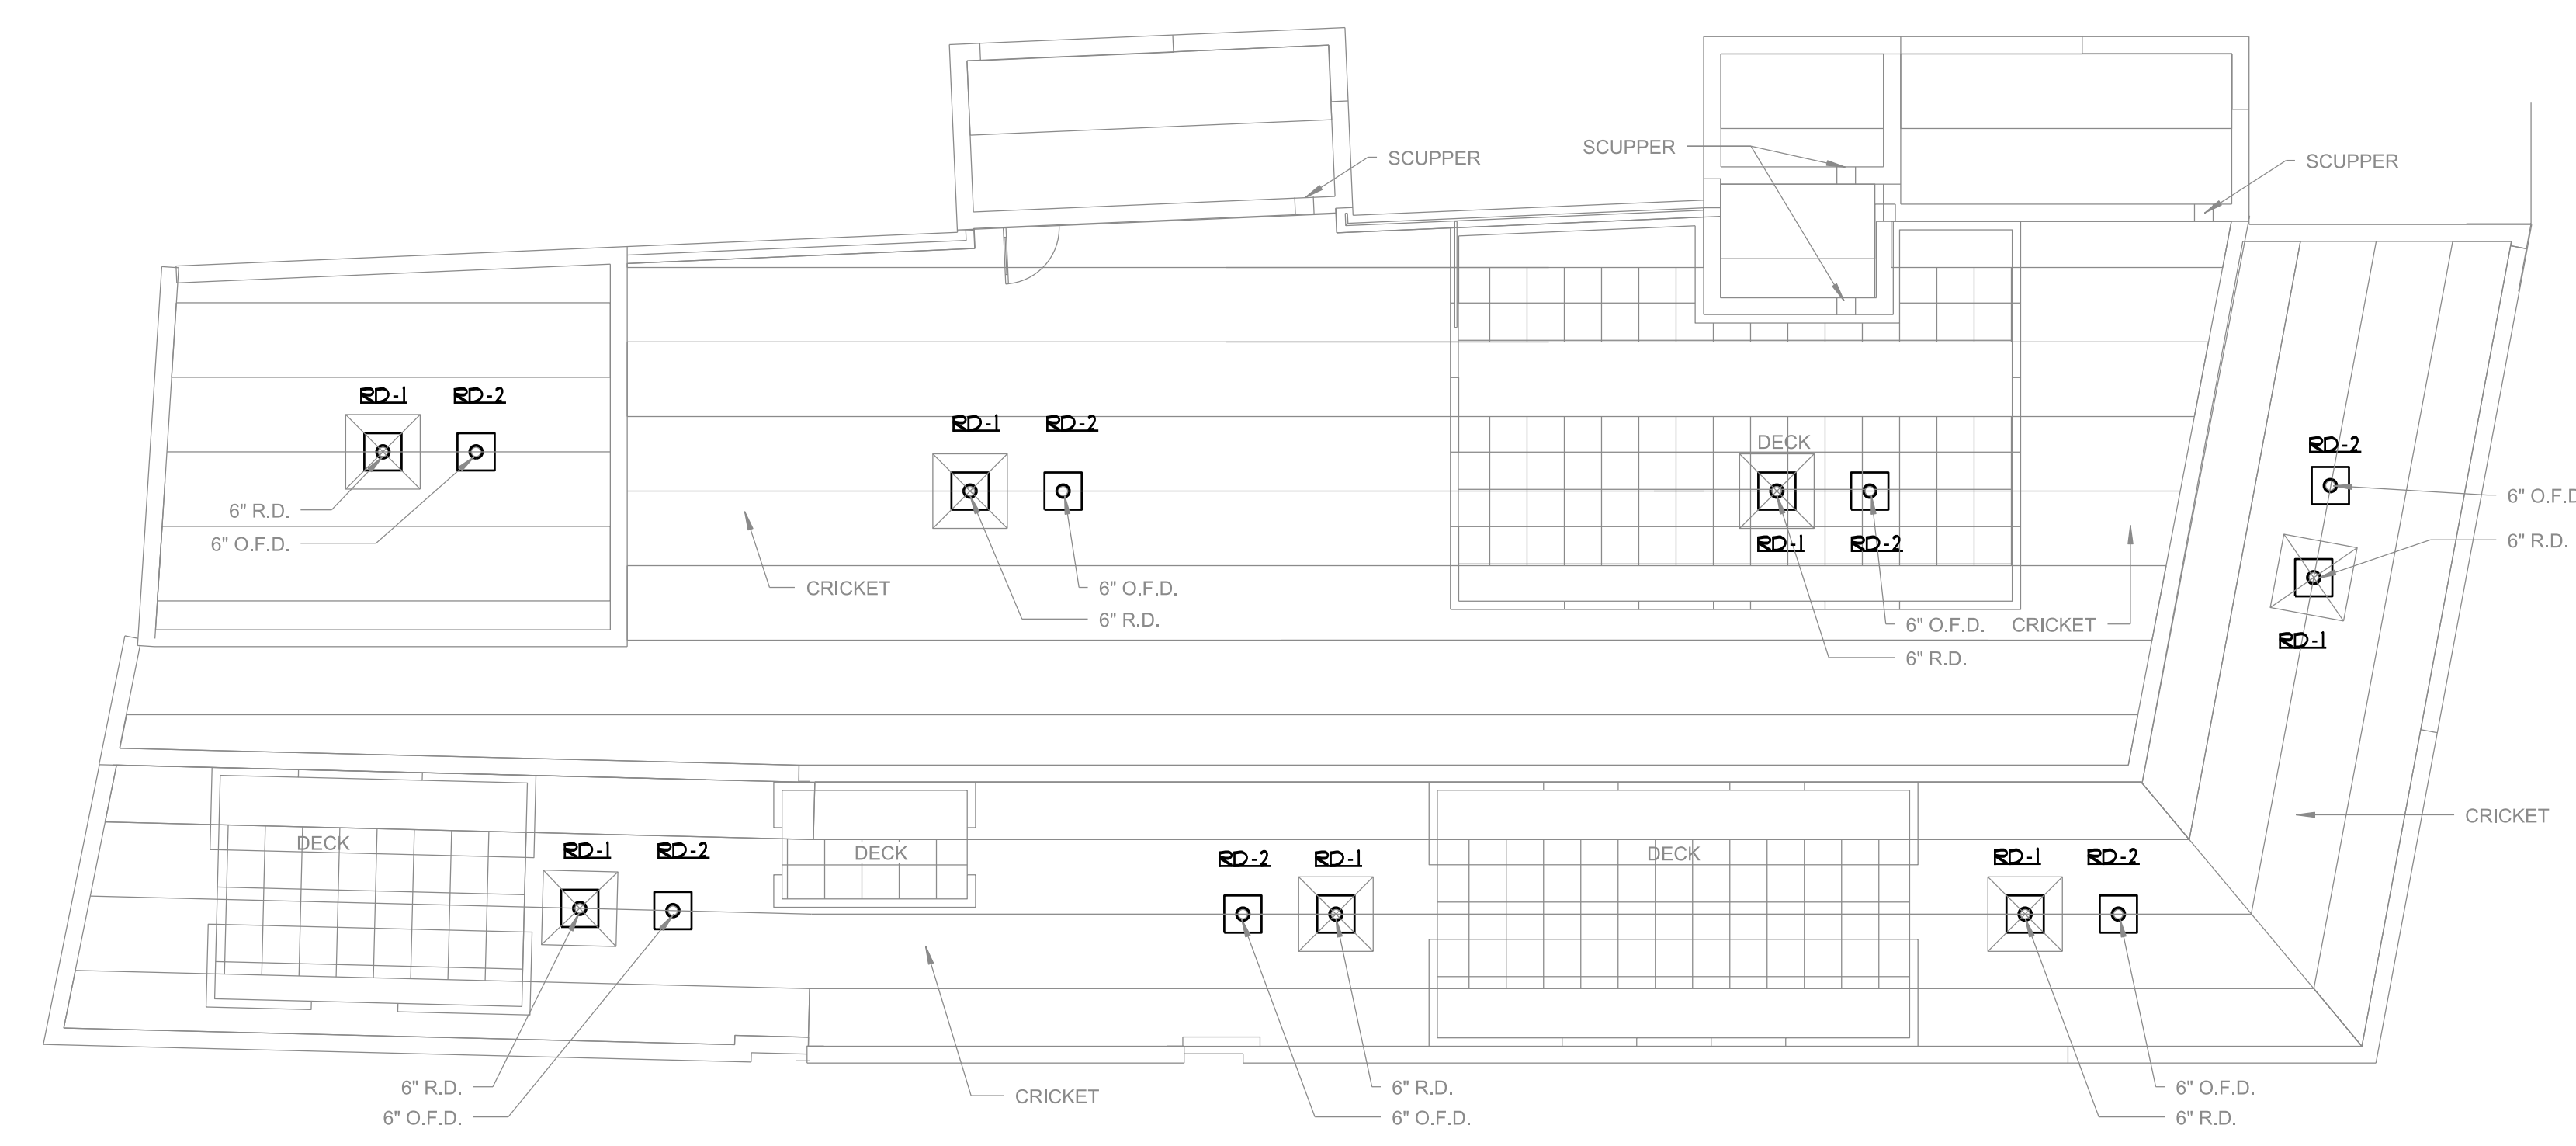 SCUPPER
SCUPPER
SCUPPER
RD-1
RD-2
RD-1
RD-2
DECK
RD-2
6" R.D.
6" O.F.D.
6" O.F.D
6" R.D.
RD-1
RD-2
CRICKET
6" O.F.D.
6" R.D.
6" O.F.D.
CRICKET
6" R.D.
RD-1
CRICKET
DECK
RD-1
RD-2
DECK
RD-2
RD-1
DECK
RD-1
RD-2
6" R.D.
6" O.F.D.
CRICKET
6" R.D.
6" O.F.D.
6" O.F.D.
6" R.D.